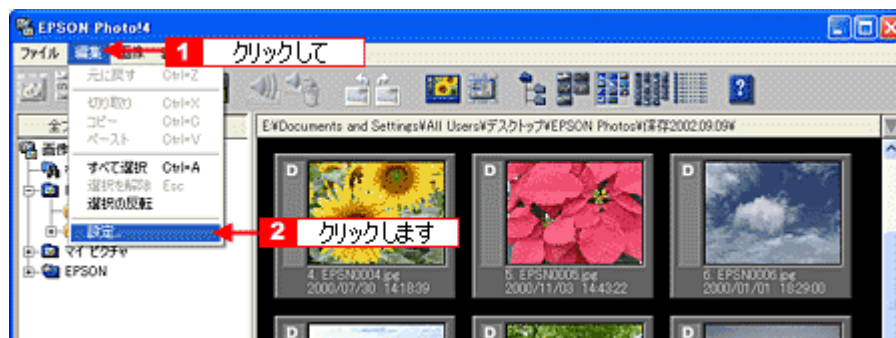 EPSON Photo!4
ファイル 編集 画像
1 クリックして
元に戻す Ctrl+Z
切り取り Ctrl+X
コピー Ctrl+C
ペースト Ctrl+V
すべて選択 Ctrl+A
選択を解除 Esc
選択の反転
設定...
2 クリックします
マイ ピクチャ
EPSON
E¥Documents and Settings¥All Users¥デスクトップ¥EPSON Photos¥保存2002.09.09¥
D
D
D
4. EPSN0004.jpg
2000/07/30 14:18:39
5. EPSN0005.jpg
2000/11/03 14:43:22
6. EPSN0006.jpg
2000/01/01 18:29:00
D
D
D